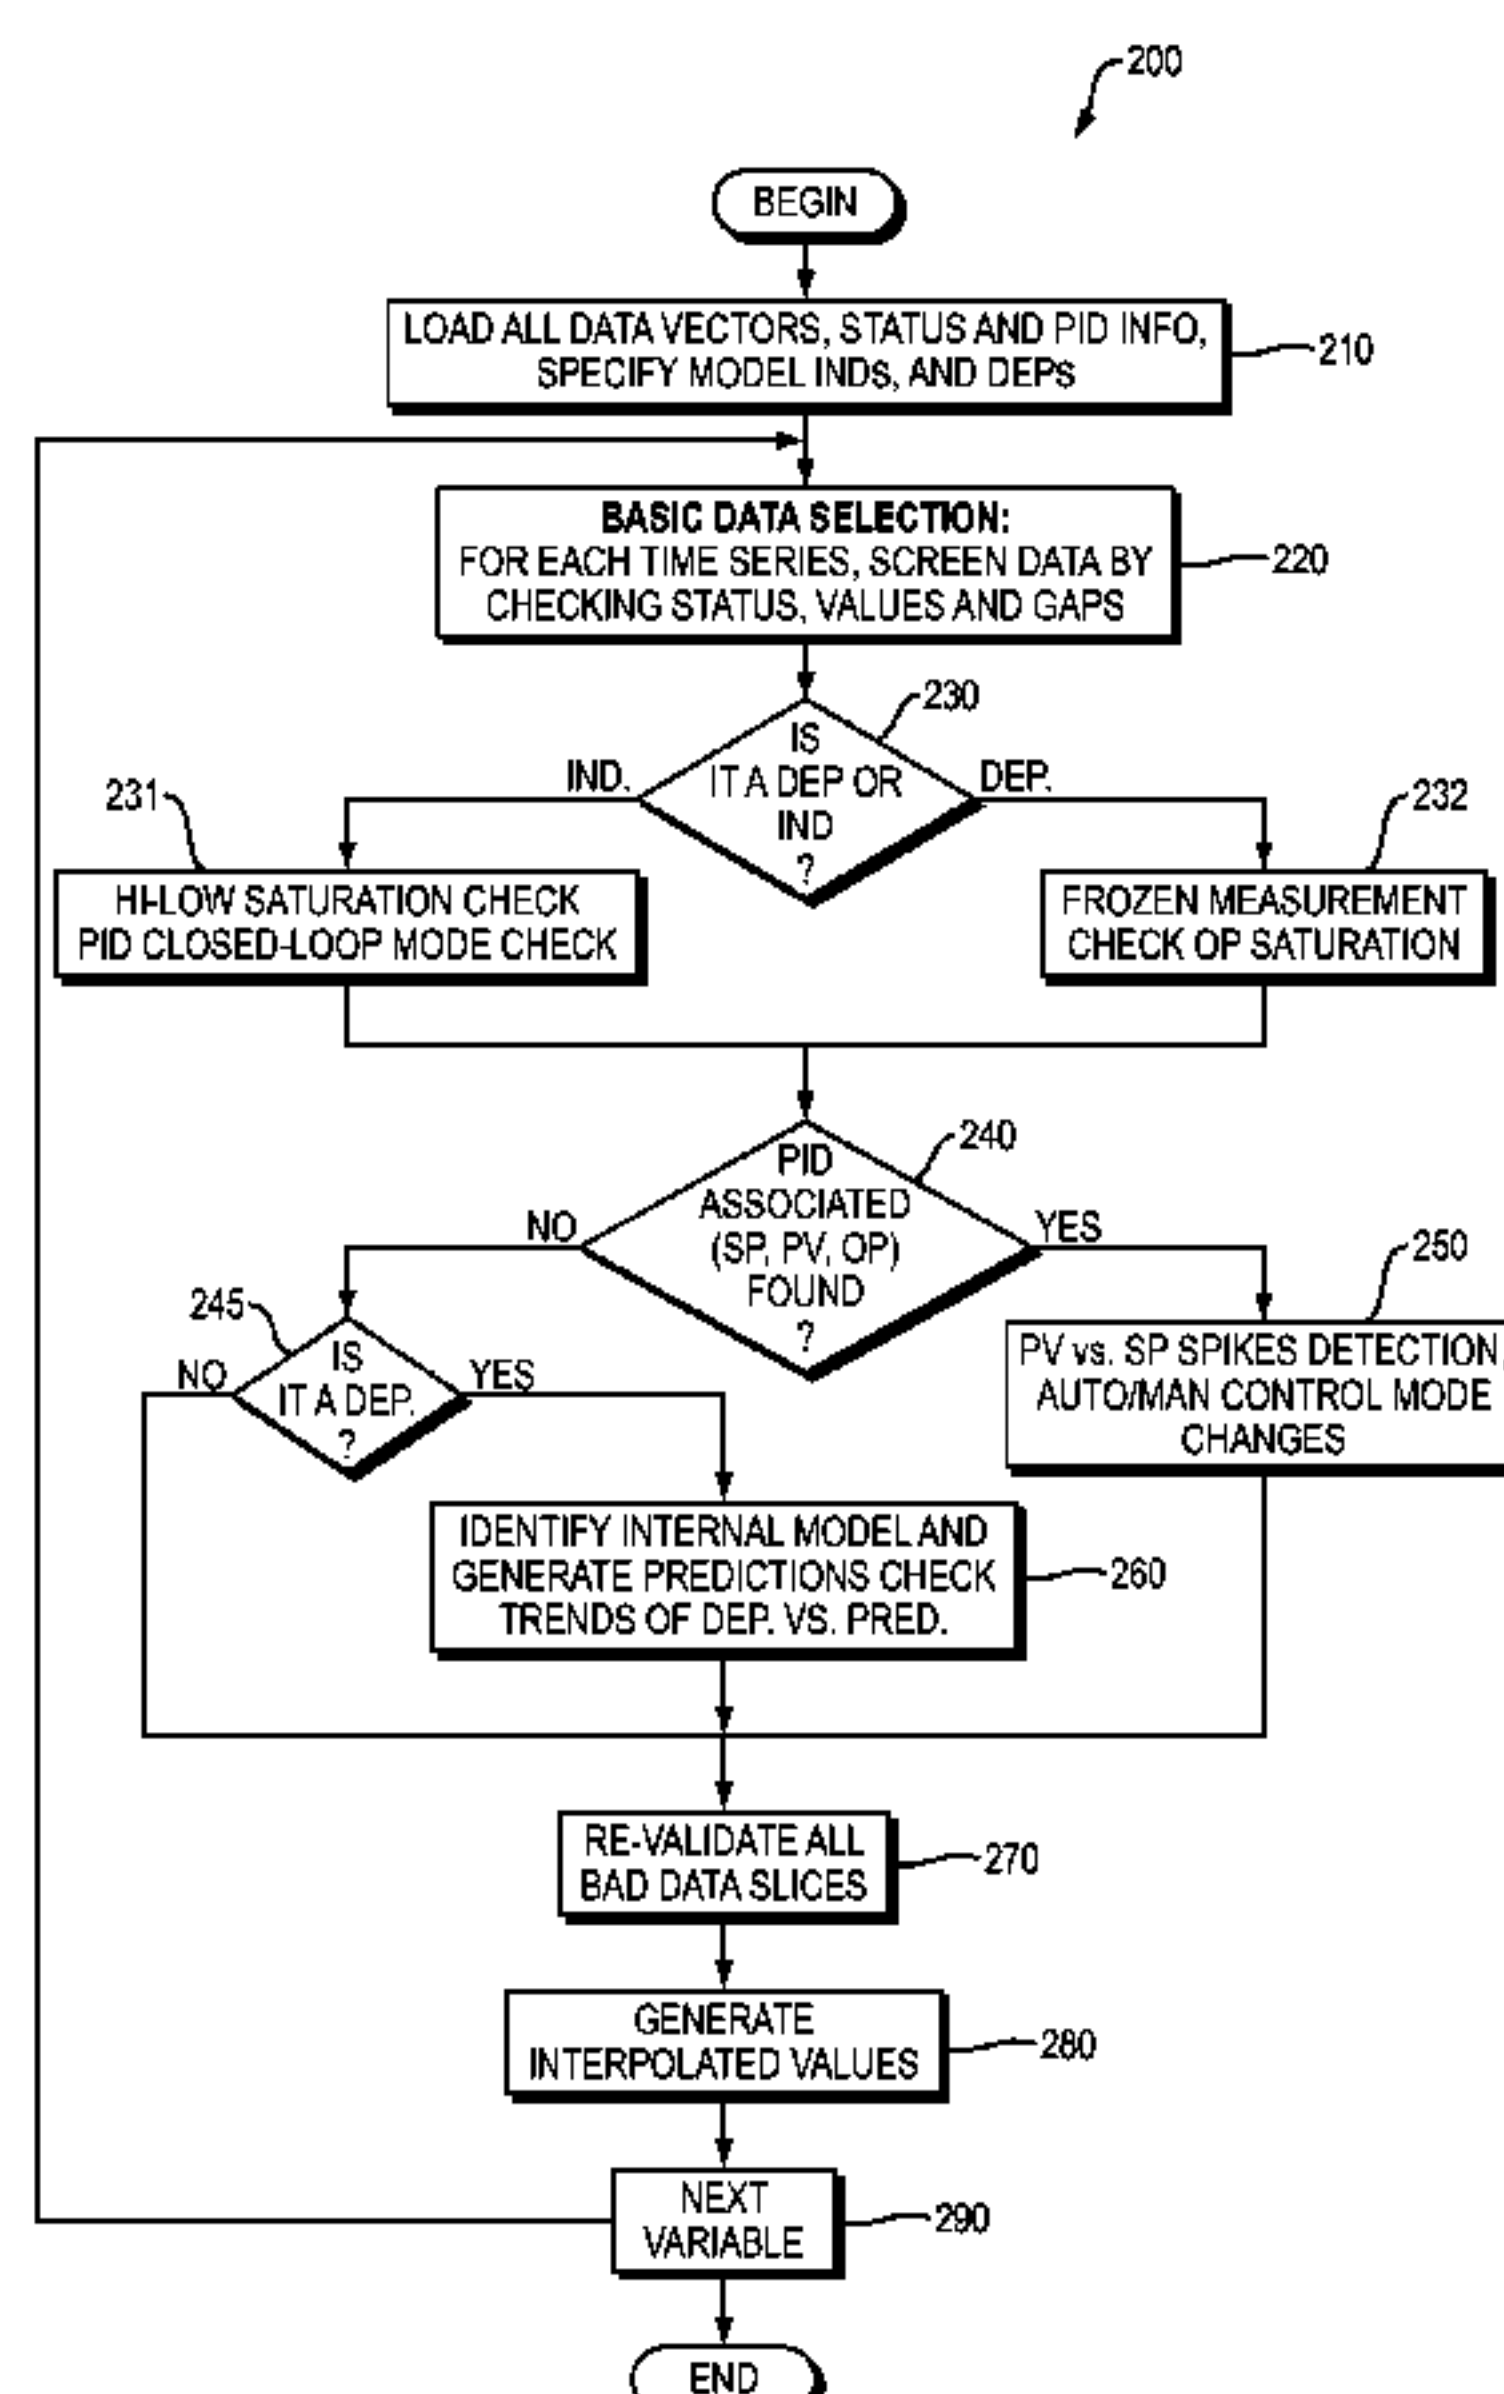 200
BEGIN
LOAD ALL DATA VECTORS, STATUS AND PID INFO,
SPECIFY MODEL INDs, AND DEPs
210
BASIC DATA SELECTION:
FOR EACH TIME SERIES, SCREEN DATA BY
CHECKING STATUS, VALUES AND GAPS
220
230
IS
IT A DEP OR
IND
?
IND.
DEP.
231
HI-LOW SATURATION CHECK
PID CLOSED-LOOP MODE CHECK
232
FROZEN MEASUREMENT
CHECK OP SATURATION
240
PID
ASSOCIATED
(SP, PV, OP)
FOUND
?
NO
YES
245
IS
IT A DEP.
?
NO
YES
250
PV vs. SP SPIKES DETECTION,
AUTO/MAN CONTROL MODE
CHANGES
IDENTIFY INTERNAL MODEL AND
GENERATE PREDICTIONS CHECK
TRENDS OF DEP. VS. PRED.
260
RE-VALIDATE ALL
BAD DATA SLICES
270
GENERATE
INTERPOLATED VALUES
280
NEXT
VARIABLE
290
END